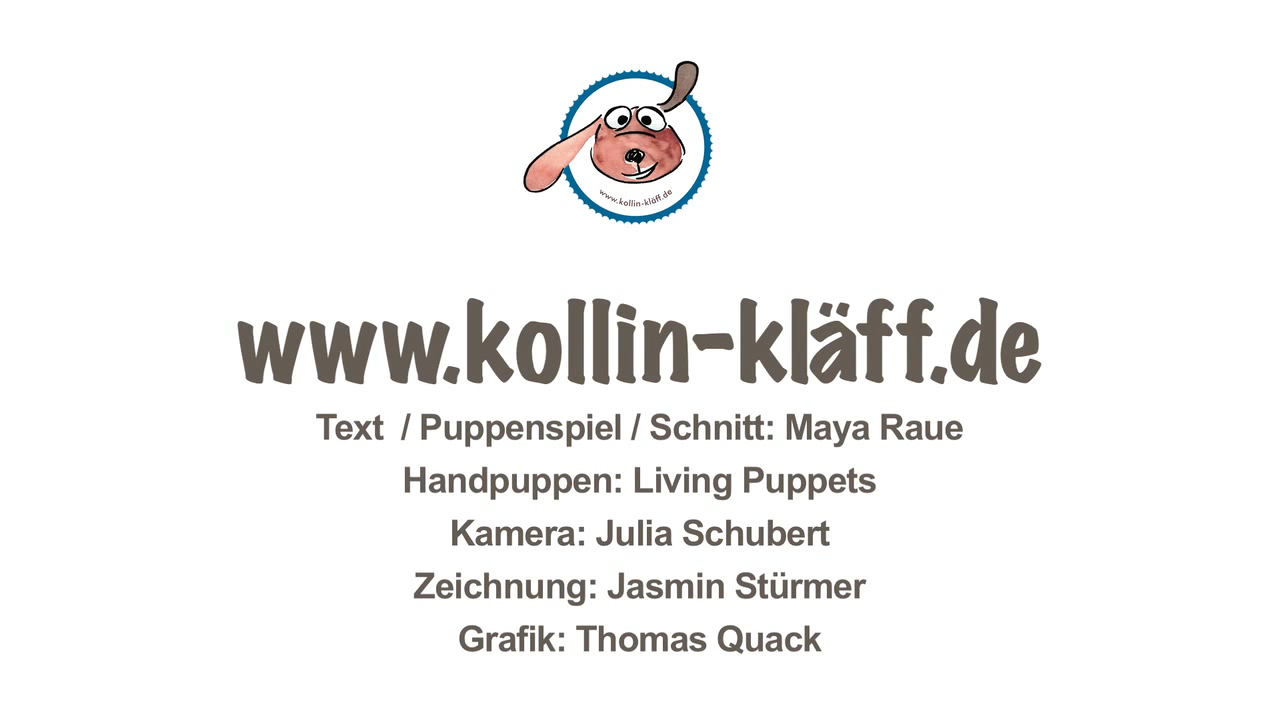 www.kollin-kläff.de
www.kollin-kläff.de
Text / Puppenspiel / Schnitt: Maya Raue
Handpuppen: Living Puppets
Kamera: Julia Schubert
Zeichnung: Jasmin Stürmer
Grafik: Thomas Quack